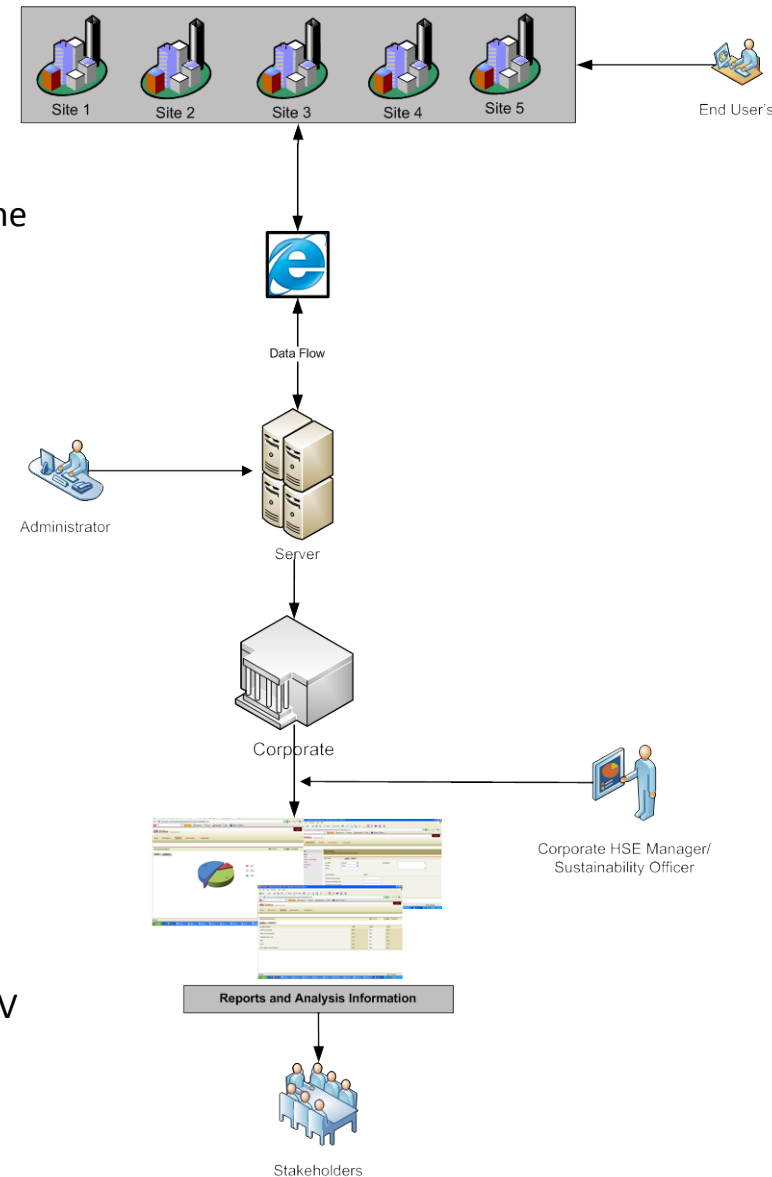 Site 1
Site 2
Site 3
Site 4
Site 5
End User's
ne
Data Flow
Administrator
Server
Corporate
Corporate HSE Manager/
Sustainability Officer
V
Reports and Analysis Information
Stakeholders